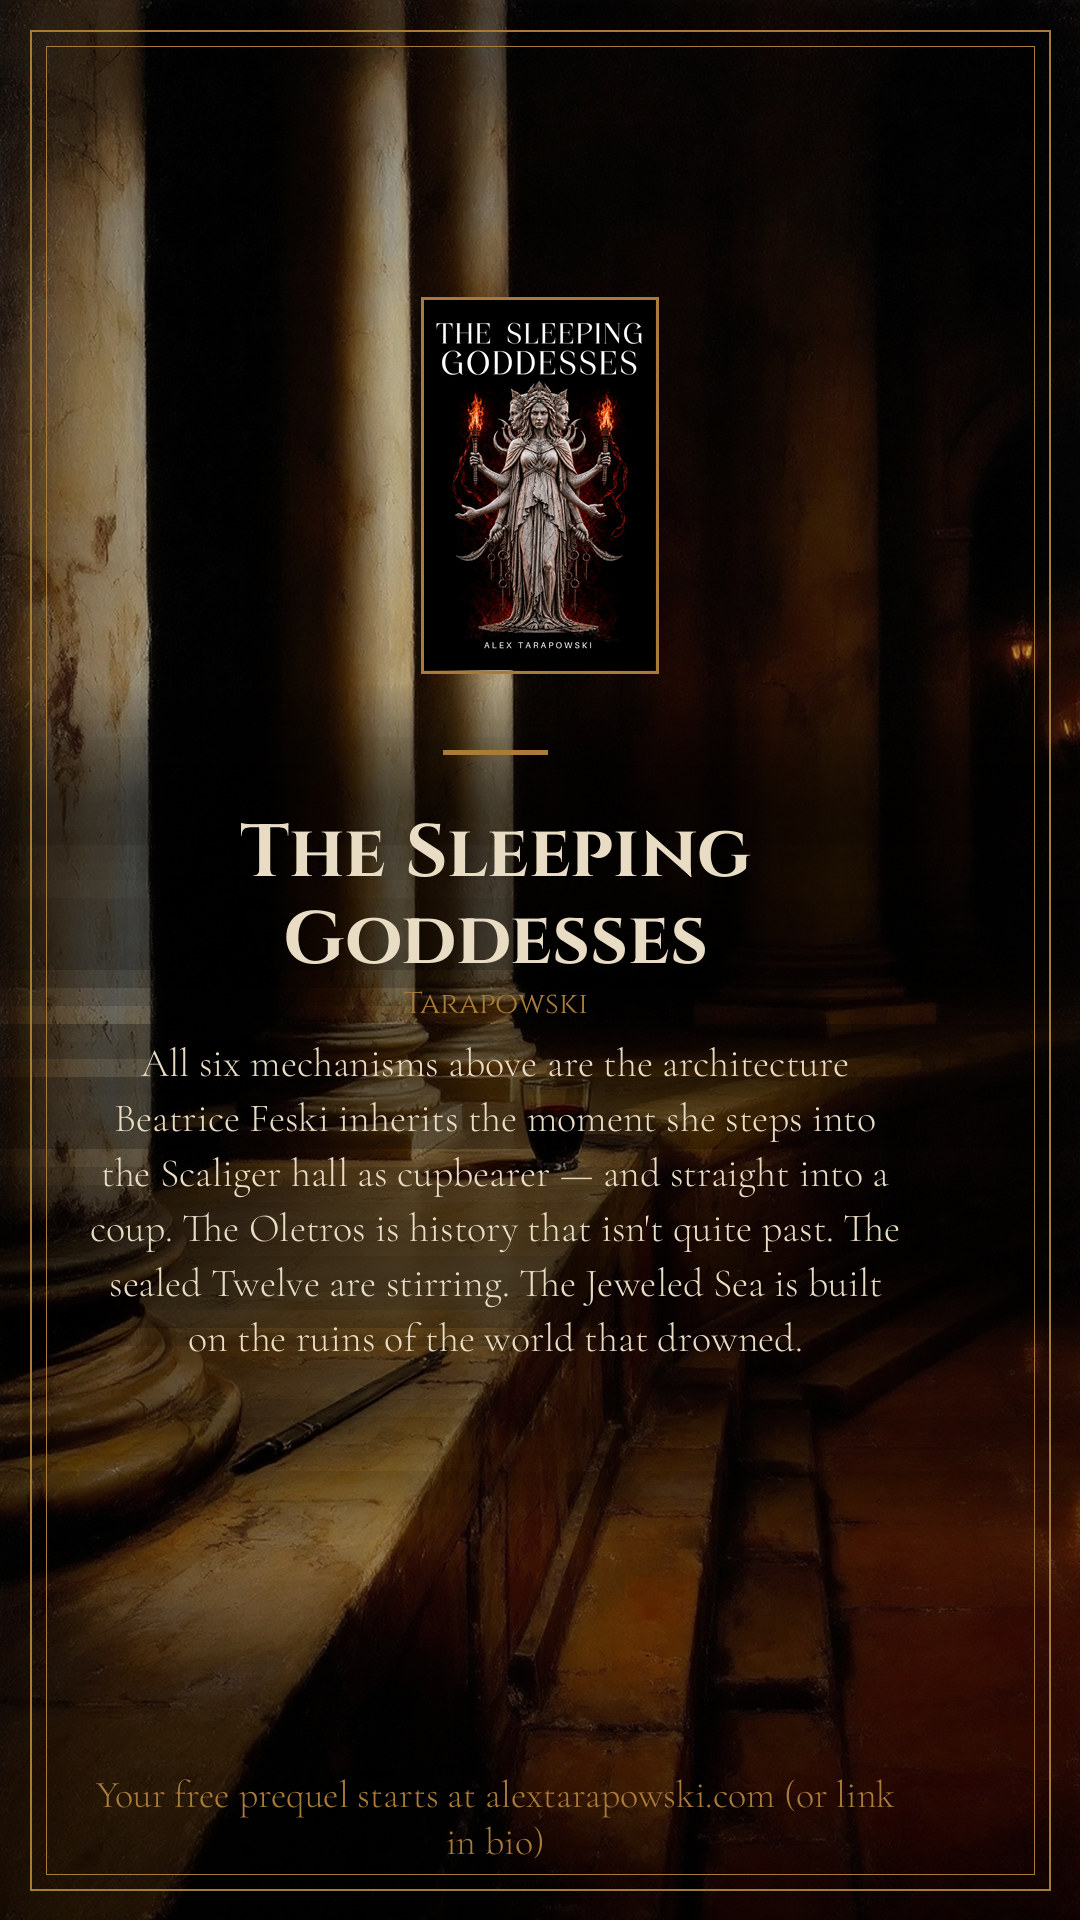 THE SLEEPING
GODDESSES
ALEX TARAPOWSKI
The Sleeping
Goddesses
Tarapowski
All six mechanisms above are the architecture
Beatrice Feski inherits the moment she steps into
the Scaliger hall as cupbearer — and straight into a
coup. The Oletros is history that isn't quite past. The
sealed Twelve are stirring. The Jeweled Sea is built
on the ruins of the world that drowned.
Your free prequel starts at alextarapowski.com (or link
in bio)